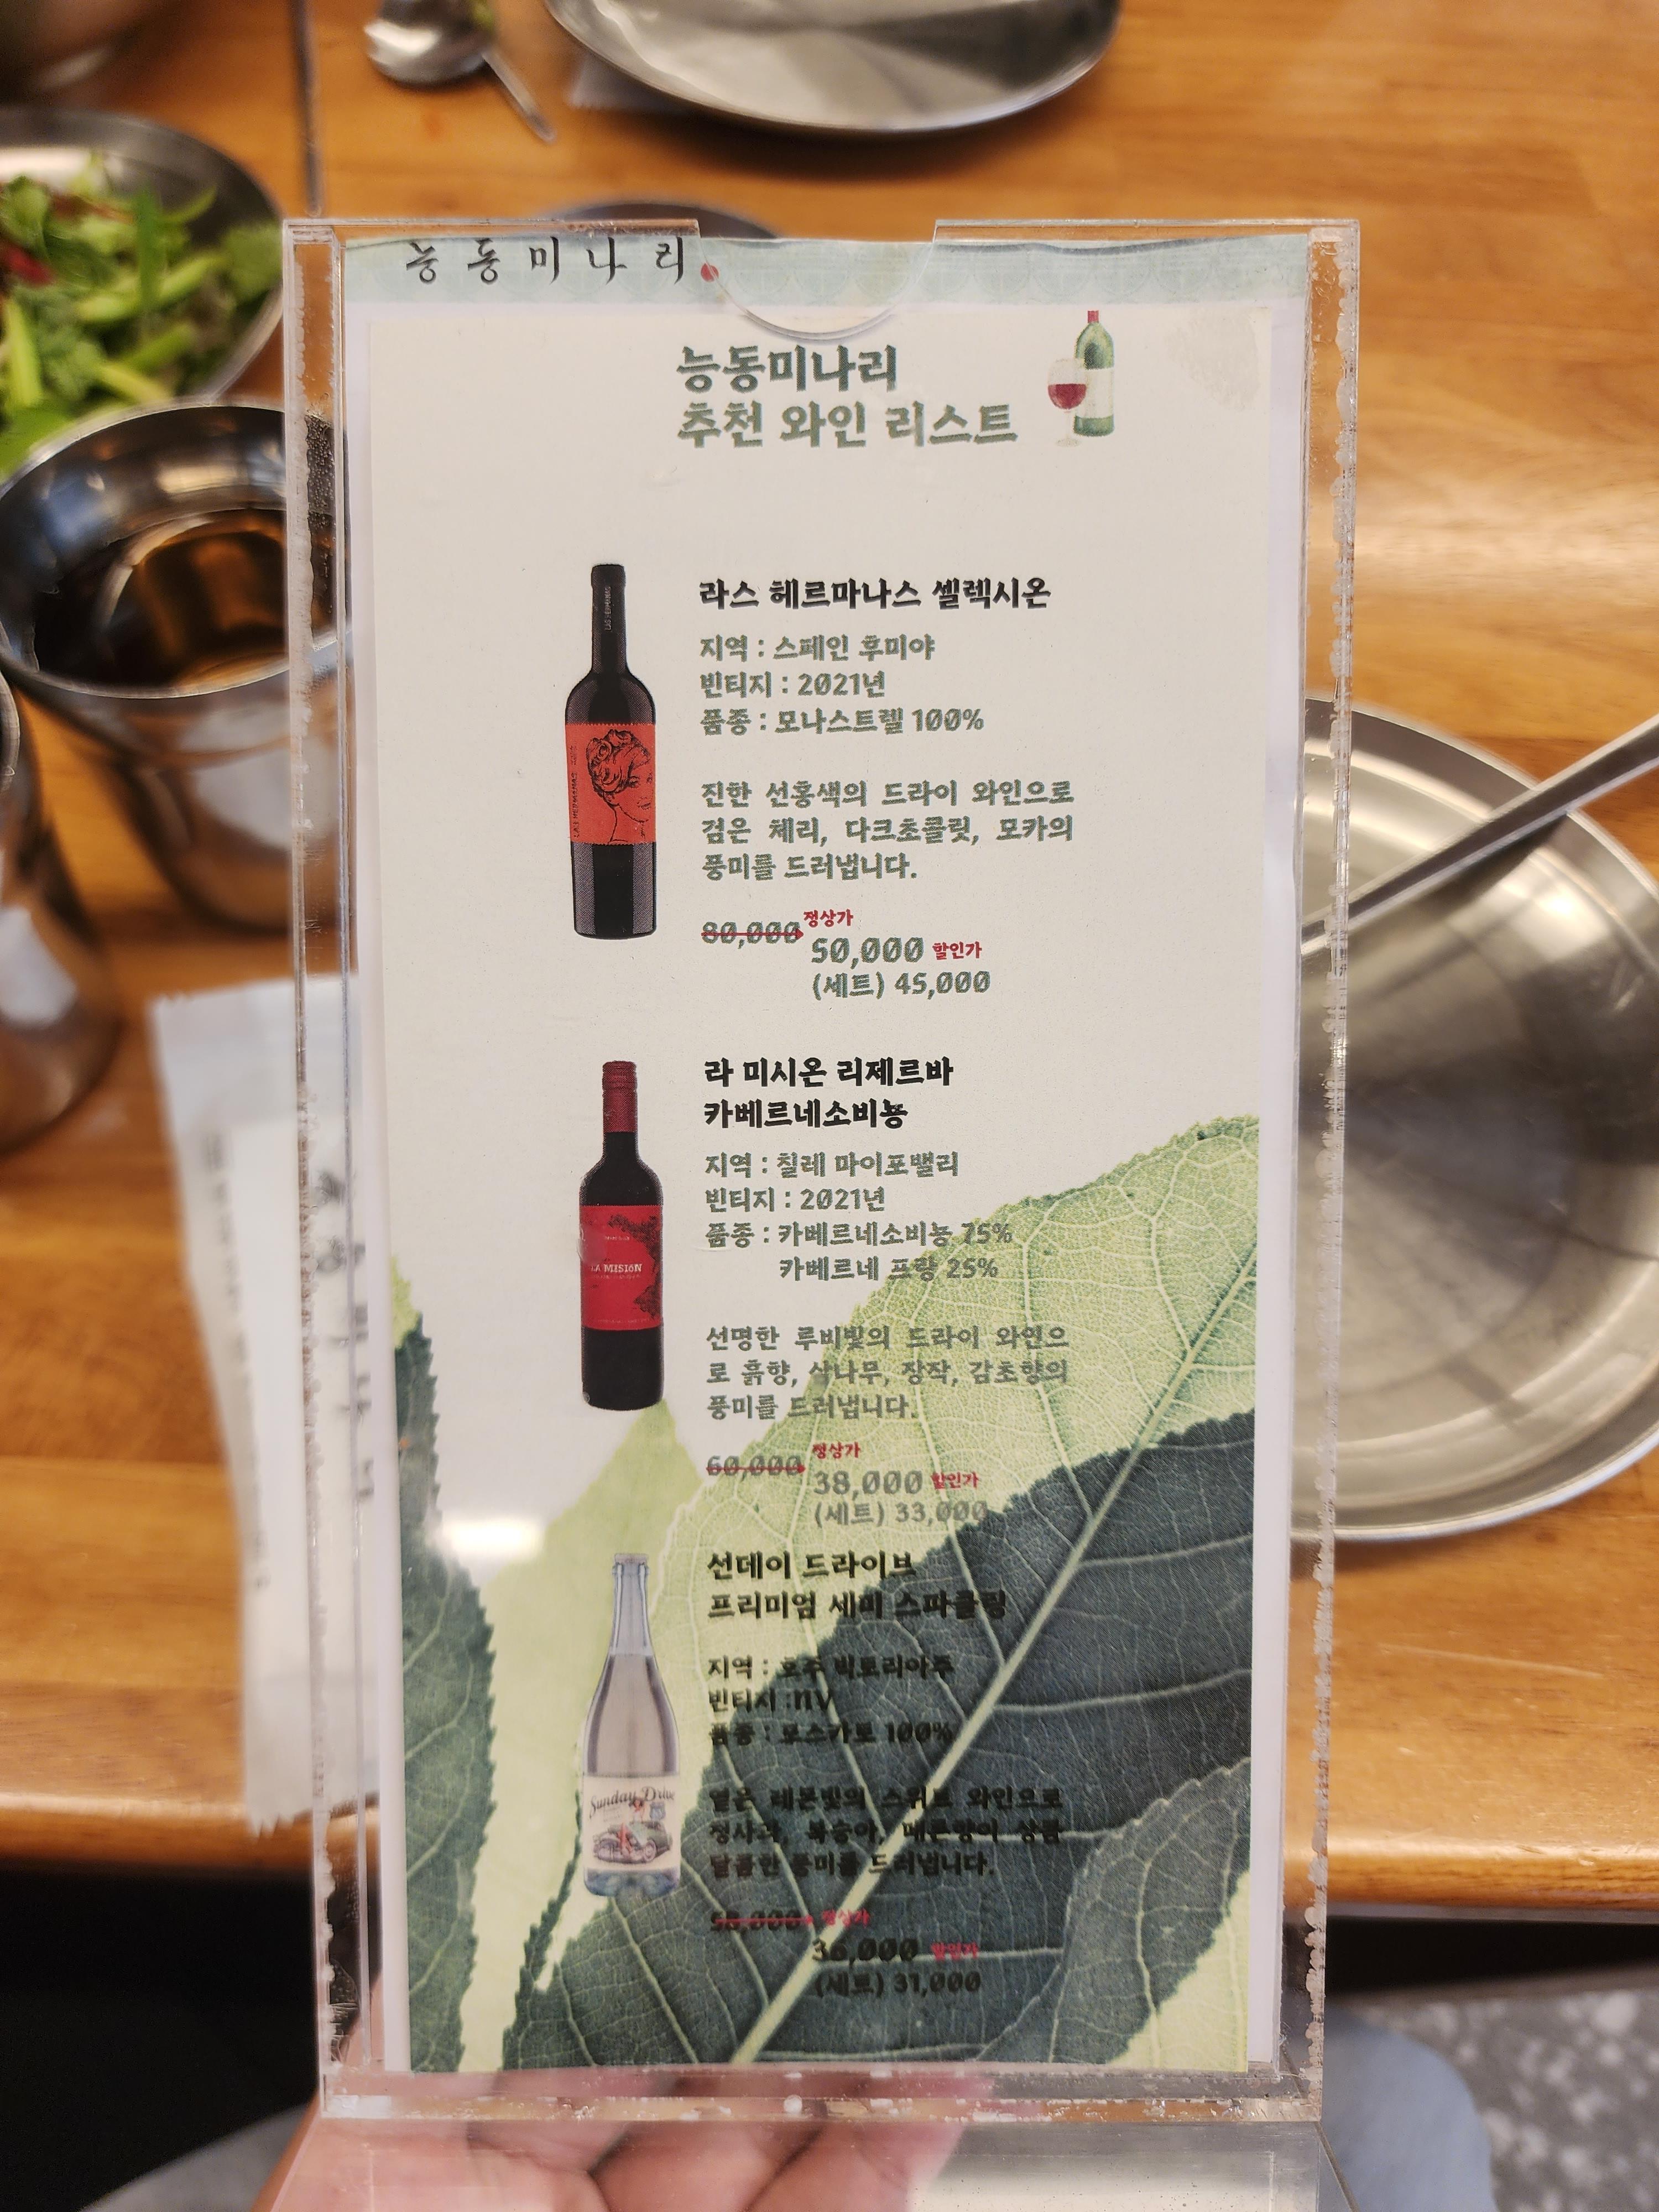 능동미나리
능동미나리
추천 와인 리스트
라스 헤르마나스 셀렉시온
지역 : 스페인 후미야
빈티지 : 2021년
품종 : 모나스트렐 100%
진한 선홍색의 드라이 와인으로
검은 체리, 다크초콜릿, 모카의
풍미를 드러냅니다.
80,000 정상가
50,000 할인가
(세트) 45,000
라 미시온 리제르바
카베르네소비뇽
지역 : 칠레 마이포밸리
빈티지 : 2021년
품종 : 카베르네소비뇽 75%
카베르네 프랑 25%
LA MISIÓN
선명한 루비빛의 드라이 와인으
로 흙향, 삼나무, 장작, 감초향의
풍미를 드러냅니다.
60,000 정상가
38,000 할인가
(세트) 33,000
선데이 드라이브
프리미엄 세미 스파클링
지역 : 호주 빅토리아주
빈티지 :nv
품종 : 모스카토 100%
Sunday Drive
옅은 레몬빛의 스위트 와인으로
청사과, 복숭아, 레몬향이 상큼
달콤한 풍미를 드러냅니다.
정상가
36,000 할인가
(세트) 31,000